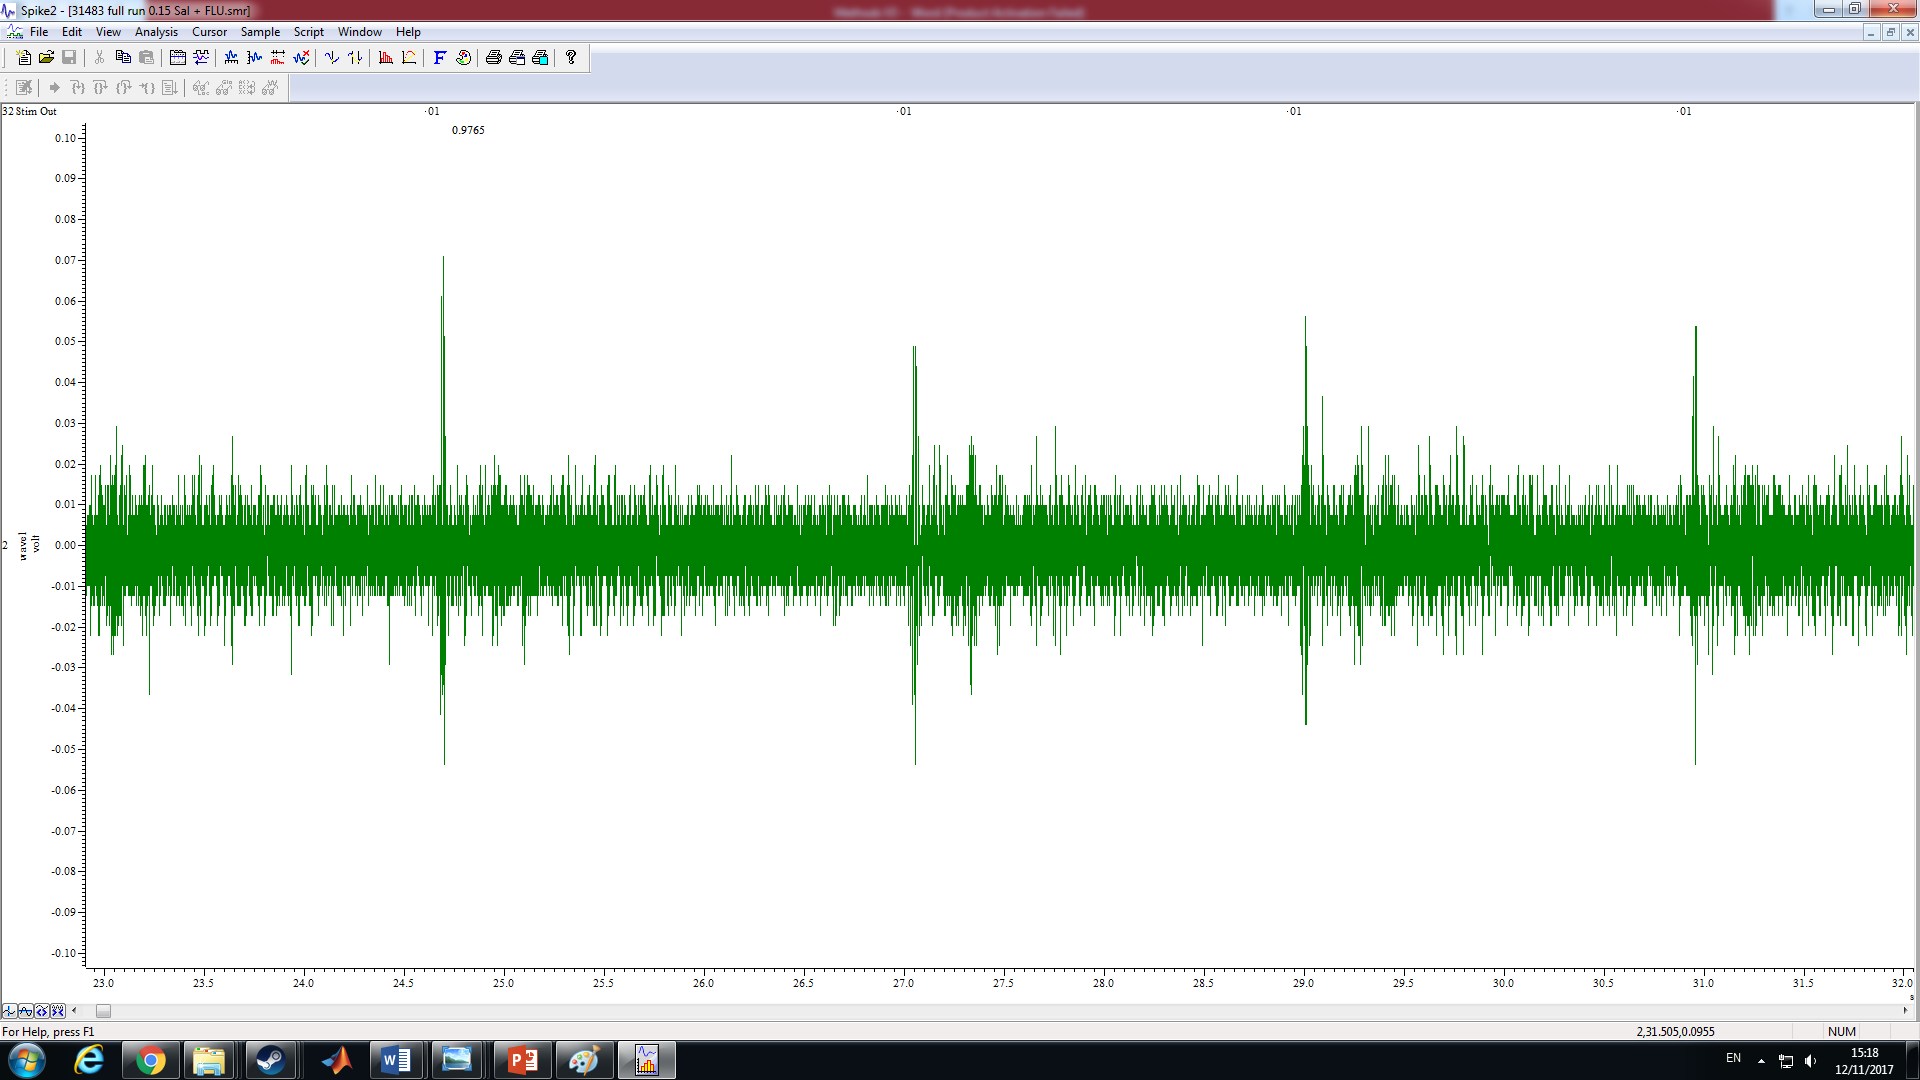 Spike2 - [31483 full run 0.15 Sal + FLU.smr]
File Edit View Analysis Cursor Sample Script Window Help
32 Stim Out 01 01 01 01
0.9765
0.10
0.09
0.08
0.07
0.06
0.05
0.04
0.03
0.02
0.01
2 volt 0.00
-0.01
-0.02
-0.03
-0.04
-0.05
-0.06
-0.07
-0.08
-0.09
-0.10
23.0 23.5 24.0 24.5 25.0 25.5 26.0 26.5 27.0 27.5 28.0 28.5 29.0 29.5 30.0 30.5 31.0 31.5 32.0
s
For Help, press F1 2,31.505,0.0955 NUM
EN 15:18
12/11/2017